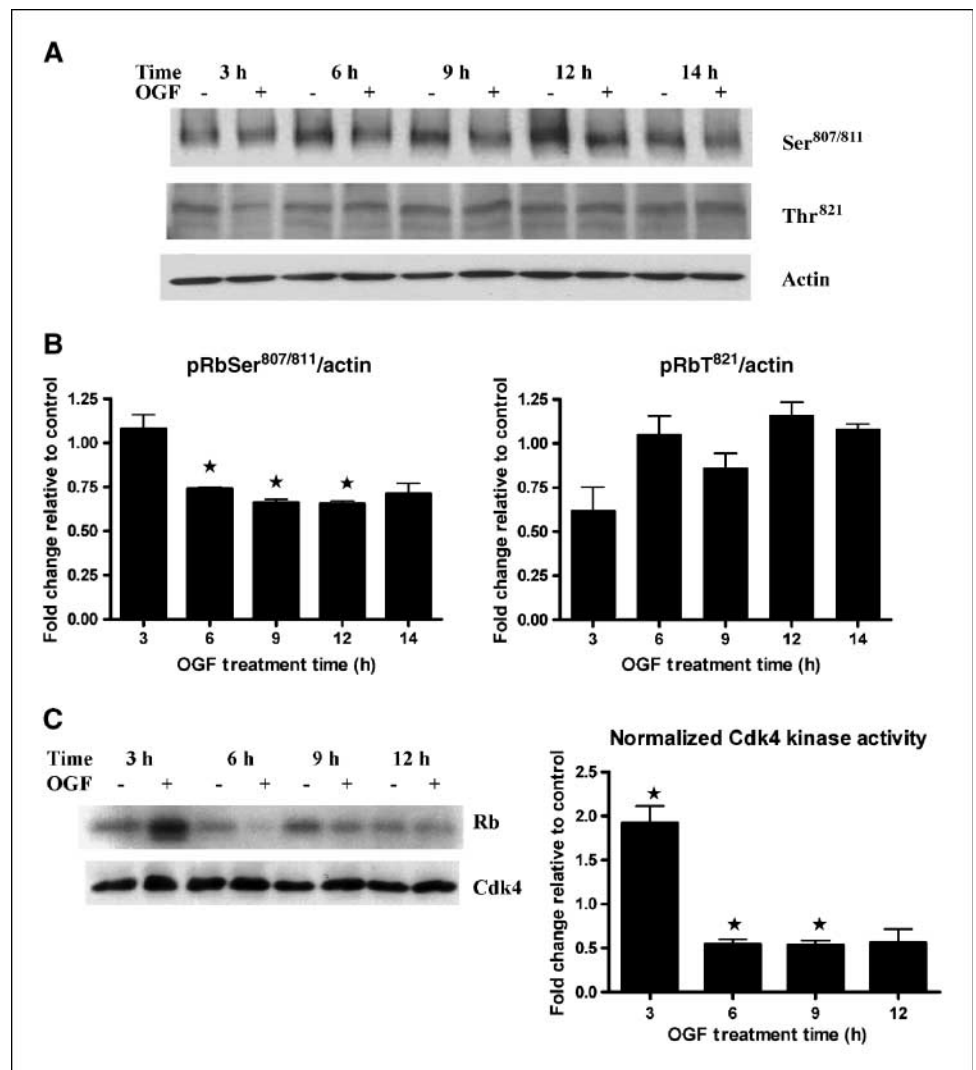 A
Time 3 h 6 h 9 h 12 h 14 h
OGF - + - + - + - + - +
Ser807/811
Thr821
Actin
B
pRbSer807/811/actin
Fold change relative to control
1.25
1.00
0.75
0.50
0.25
0.00
★ ★ ★
3 6 9 12 14
OGF treatment time (h)
pRbT821/actin
Fold change relative to control
1.25
1.00
0.75
0.50
0.25
0.00
3 6 9 12 14
OGF treatment time (h)
C
Time 3 h 6 h 9 h 12 h
OGF - + - + - + - +
Rb
Cdk4
Normalized Cdk4 kinase activity
Fold change relative to control
2.5
2.0
1.5
1.0
0.5
0.0
★ ★ ★
3 6 9 12
OGF treatment time (h)